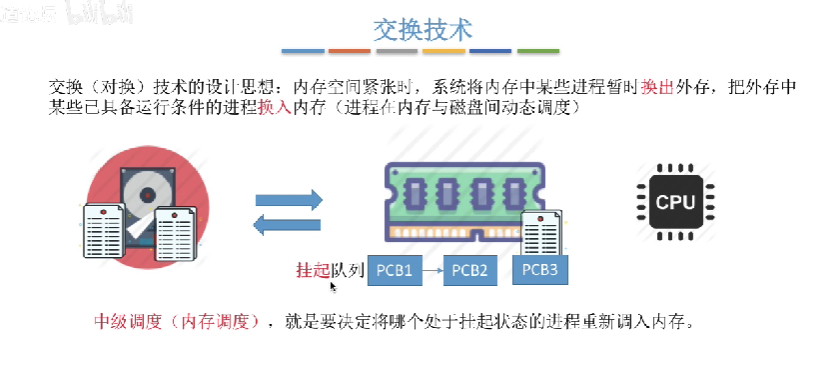 交换技术
交换（对换）技术的设计思想：内存空间紧张时，系统将内存中某些进程暂时换出外存，把外存中
某些已具备运行条件的进程换入内存（进程在内存与磁盘间动态调度）
CPU
挂起队列 PCB1 PCB2 PCB3
中级调度（内存调度），就是要决定将哪个处于挂起状态的进程重新调入内存。